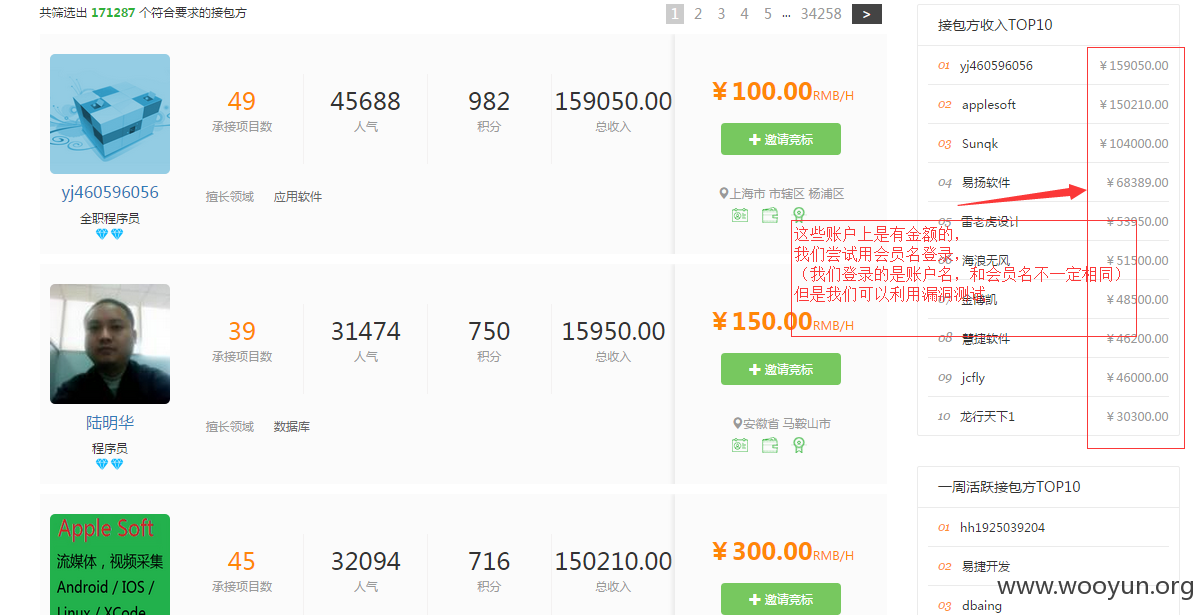 共筛选出 171287 个符合要求的接包方
1 2 3 4 5 ... 34258 >
yj460596056
全职程序员
49
承接项目数
45688
人气
982
积分
159050.00
总收入
擅长领域 应用软件
￥100.00RMB/H
+ 邀请竞标
上海市 市辖区 杨浦区
陆明华
程序员
39
承接项目数
31474
人气
750
积分
15950.00
总收入
擅长领域 数据库
￥150.00RMB/H
+ 邀请竞标
安徽省 马鞍山市
Apple Soft
流媒体，视频采集
Android / IOS /
Linux / XCode
45
承接项目数
32094
人气
716
积分
150210.00
总收入
￥300.00RMB/H
+ 邀请竞标
这些账户上是有金额的，
我们尝试用会员名登录，
（我们登录的是账户名，和会员名不一定相同）
但是我们可以利用漏洞测试
接包方收入TOP10
01 yj460596056 ￥159050.00
02 applesoft ￥150210.00
03 Sunqk ￥104000.00
04 易扬软件 ￥68389.00
05 雷老虎设计 ￥53950.00
06 海浪无风 ￥51500.00
07 ￥48500.00
08 慧捷软件 ￥46200.00
09 jcfly ￥46000.00
10 龙行天下1 ￥30300.00
一周活跃接包方TOP10
01 hh1925039204
02 易捷开发
03 dbaing
www.wooyun.org